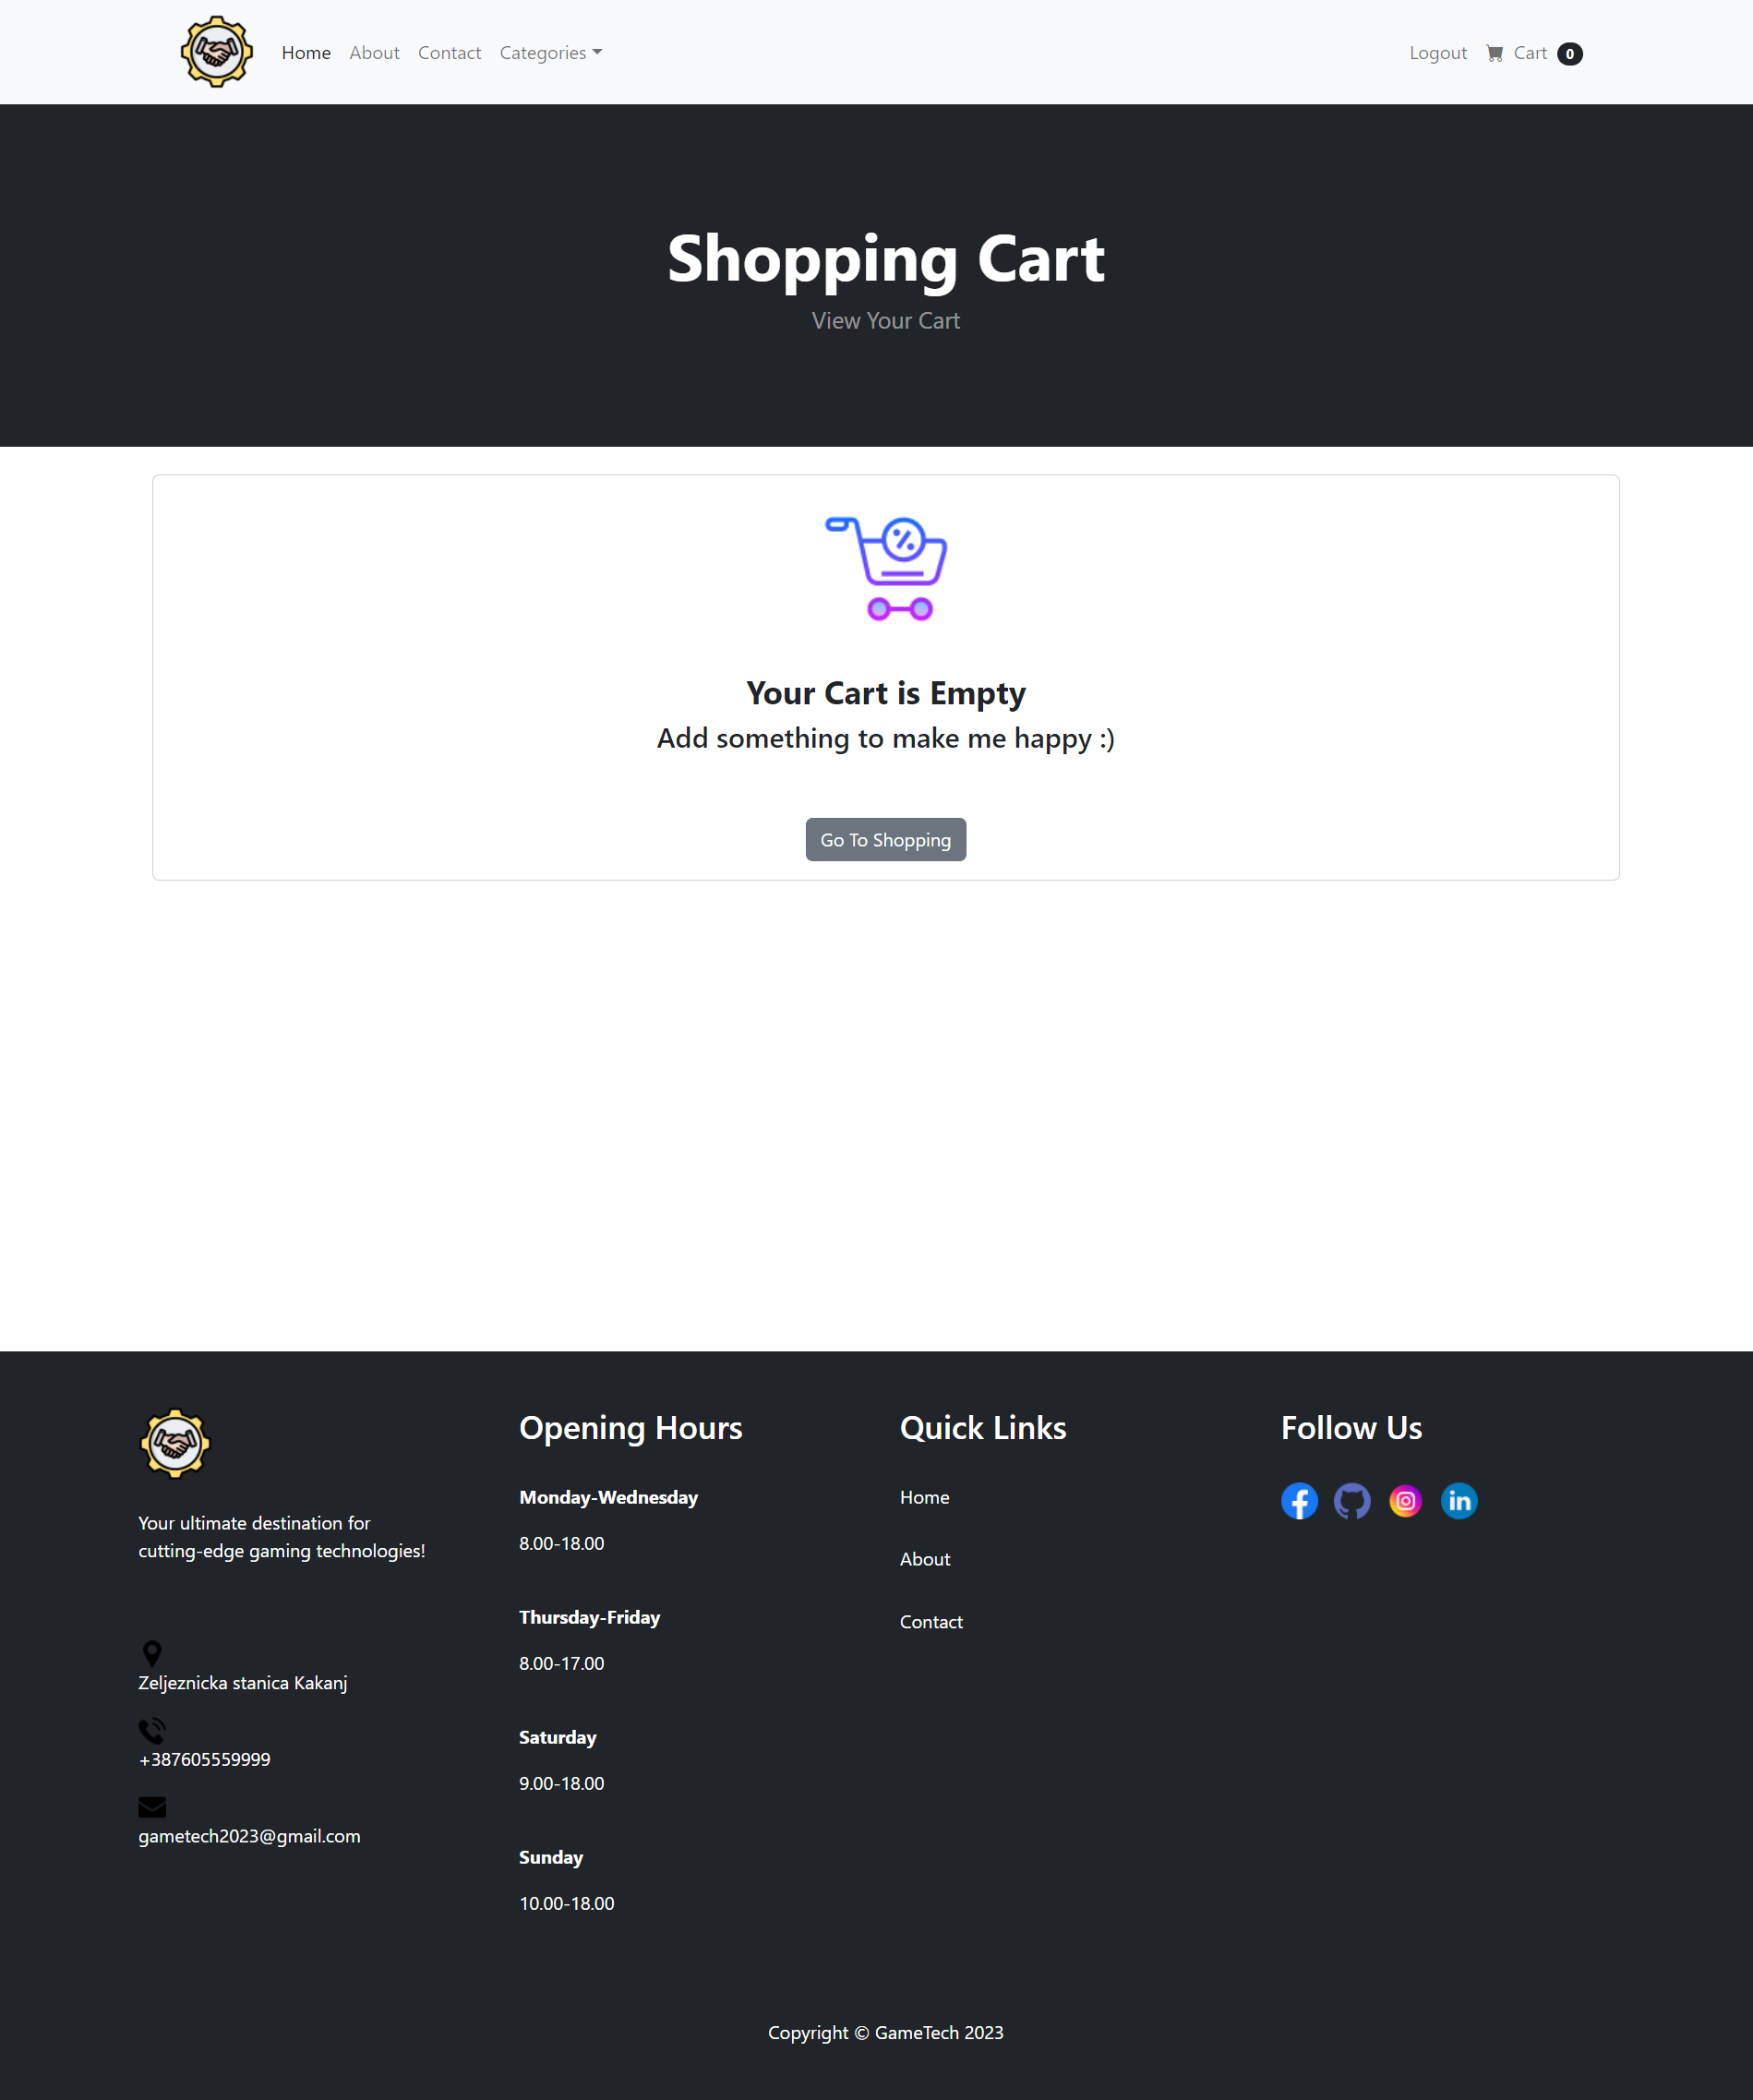 Home About Contact Categories Logout Cart 0
Shopping Cart
View Your Cart
%
Your Cart is Empty
Add something to make me happy :)
Go To Shopping
Your ultimate destination for
cutting-edge gaming technologies!
Zeljeznicka stanica Kakanj
+387605559999
gametech2023@gmail.com
Opening Hours
Monday-Wednesday
8.00-18.00
Thursday-Friday
8.00-17.00
Saturday
9.00-18.00
Sunday
10.00-18.00
Quick Links
Home
About
Contact
Follow Us
f
in
Copyright © GameTech 2023